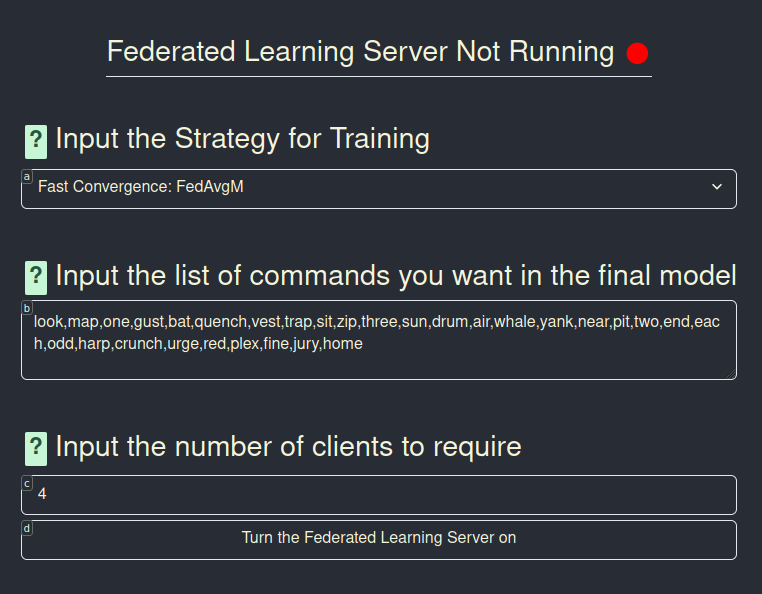 Federated Learning Server Not Running
? Input the Strategy for Training
a
Fast Convergence: FedAvgM
? Input the list of commands you want in the final model
b
look,map,one,gust,bat,quench,vest,trap,sit,zip,three,sun,drum,air,whale,yank,near,pit,two,end,eac
h,odd,harp,crunch,urge,red,plex,fine,jury,home
? Input the number of clients to require
c
4
d
Turn the Federated Learning Server on